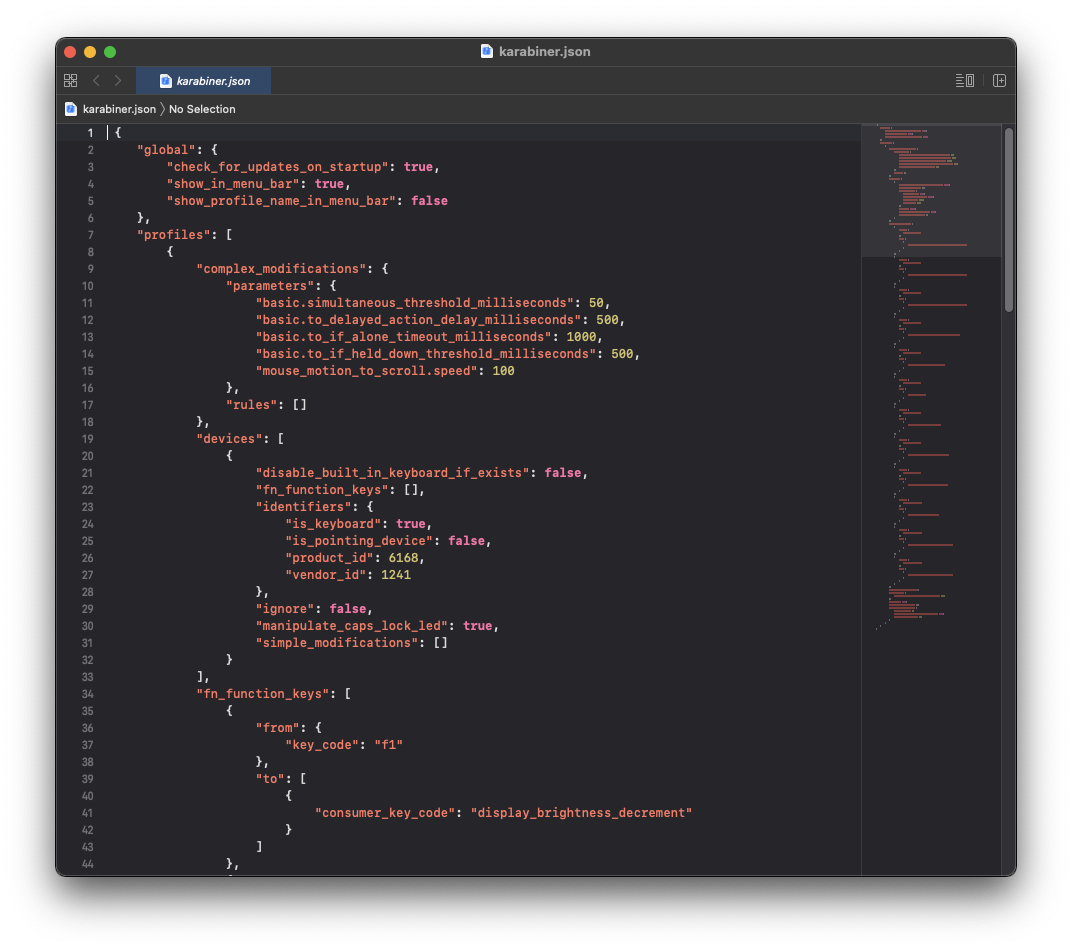 karabiner.json
karabiner.json
karabiner.json 〉 No Selection
1 {
2     "global": {
3         "check_for_updates_on_startup": true,
4         "show_in_menu_bar": true,
5         "show_profile_name_in_menu_bar": false
6     },
7     "profiles": [
8         {
9             "complex_modifications": {
10                 "parameters": {
11                     "basic.simultaneous_threshold_milliseconds": 50,
12                     "basic.to_delayed_action_delay_milliseconds": 500,
13                     "basic.to_if_alone_timeout_milliseconds": 1000,
14                     "basic.to_if_held_down_threshold_milliseconds": 500,
15                     "mouse_motion_to_scroll.speed": 100
16                 },
17                 "rules": []
18             },
19             "devices": [
20                 {
21                     "disable_built_in_keyboard_if_exists": false,
22                     "fn_function_keys": [],
23                     "identifiers": {
24                         "is_keyboard": true,
25                         "is_pointing_device": false,
26                         "product_id": 6168,
27                         "vendor_id": 1241
28                     },
29                     "ignore": false,
30                     "manipulate_caps_lock_led": true,
31                     "simple_modifications": []
32                 }
33             ],
34             "fn_function_keys": [
35                 {
36                     "from": {
37                         "key_code": "f1"
38                     },
39                     "to": [
40                         {
41                             "consumer_key_code": "display_brightness_decrement"
42                         }
43                     ]
44                 },